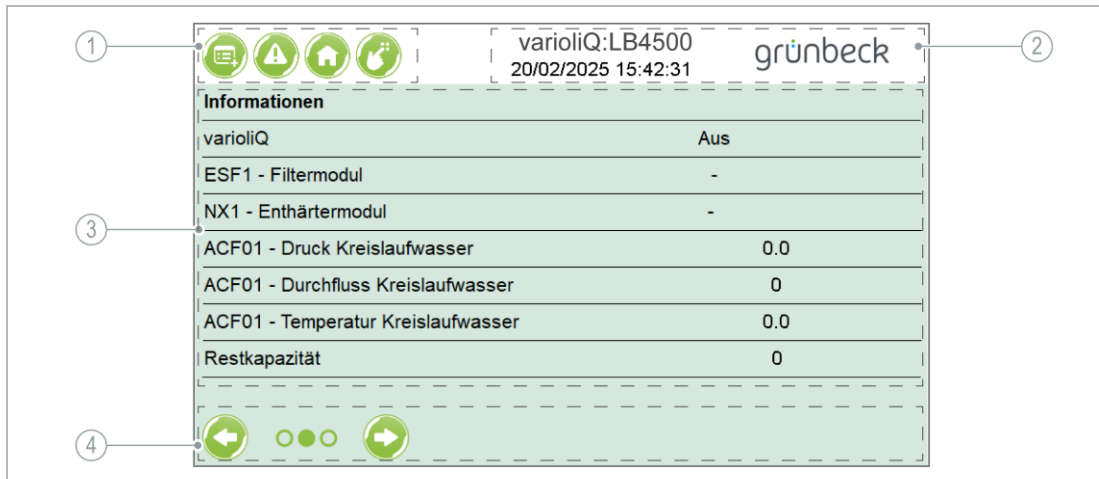 1
varioliQ:LB4500
20/02/2025 15:42:31
grünbeck
2
Informationen
varioliQ Aus
ESF1 - Filtermodul -
NX1 - Enthärtermodul -
3
ACF01 - Druck Kreislaufwasser 0.0
ACF01 - Durchfluss Kreislaufwasser 0
ACF01 - Temperatur Kreislaufwasser 0.0
Restkapazität 0
4